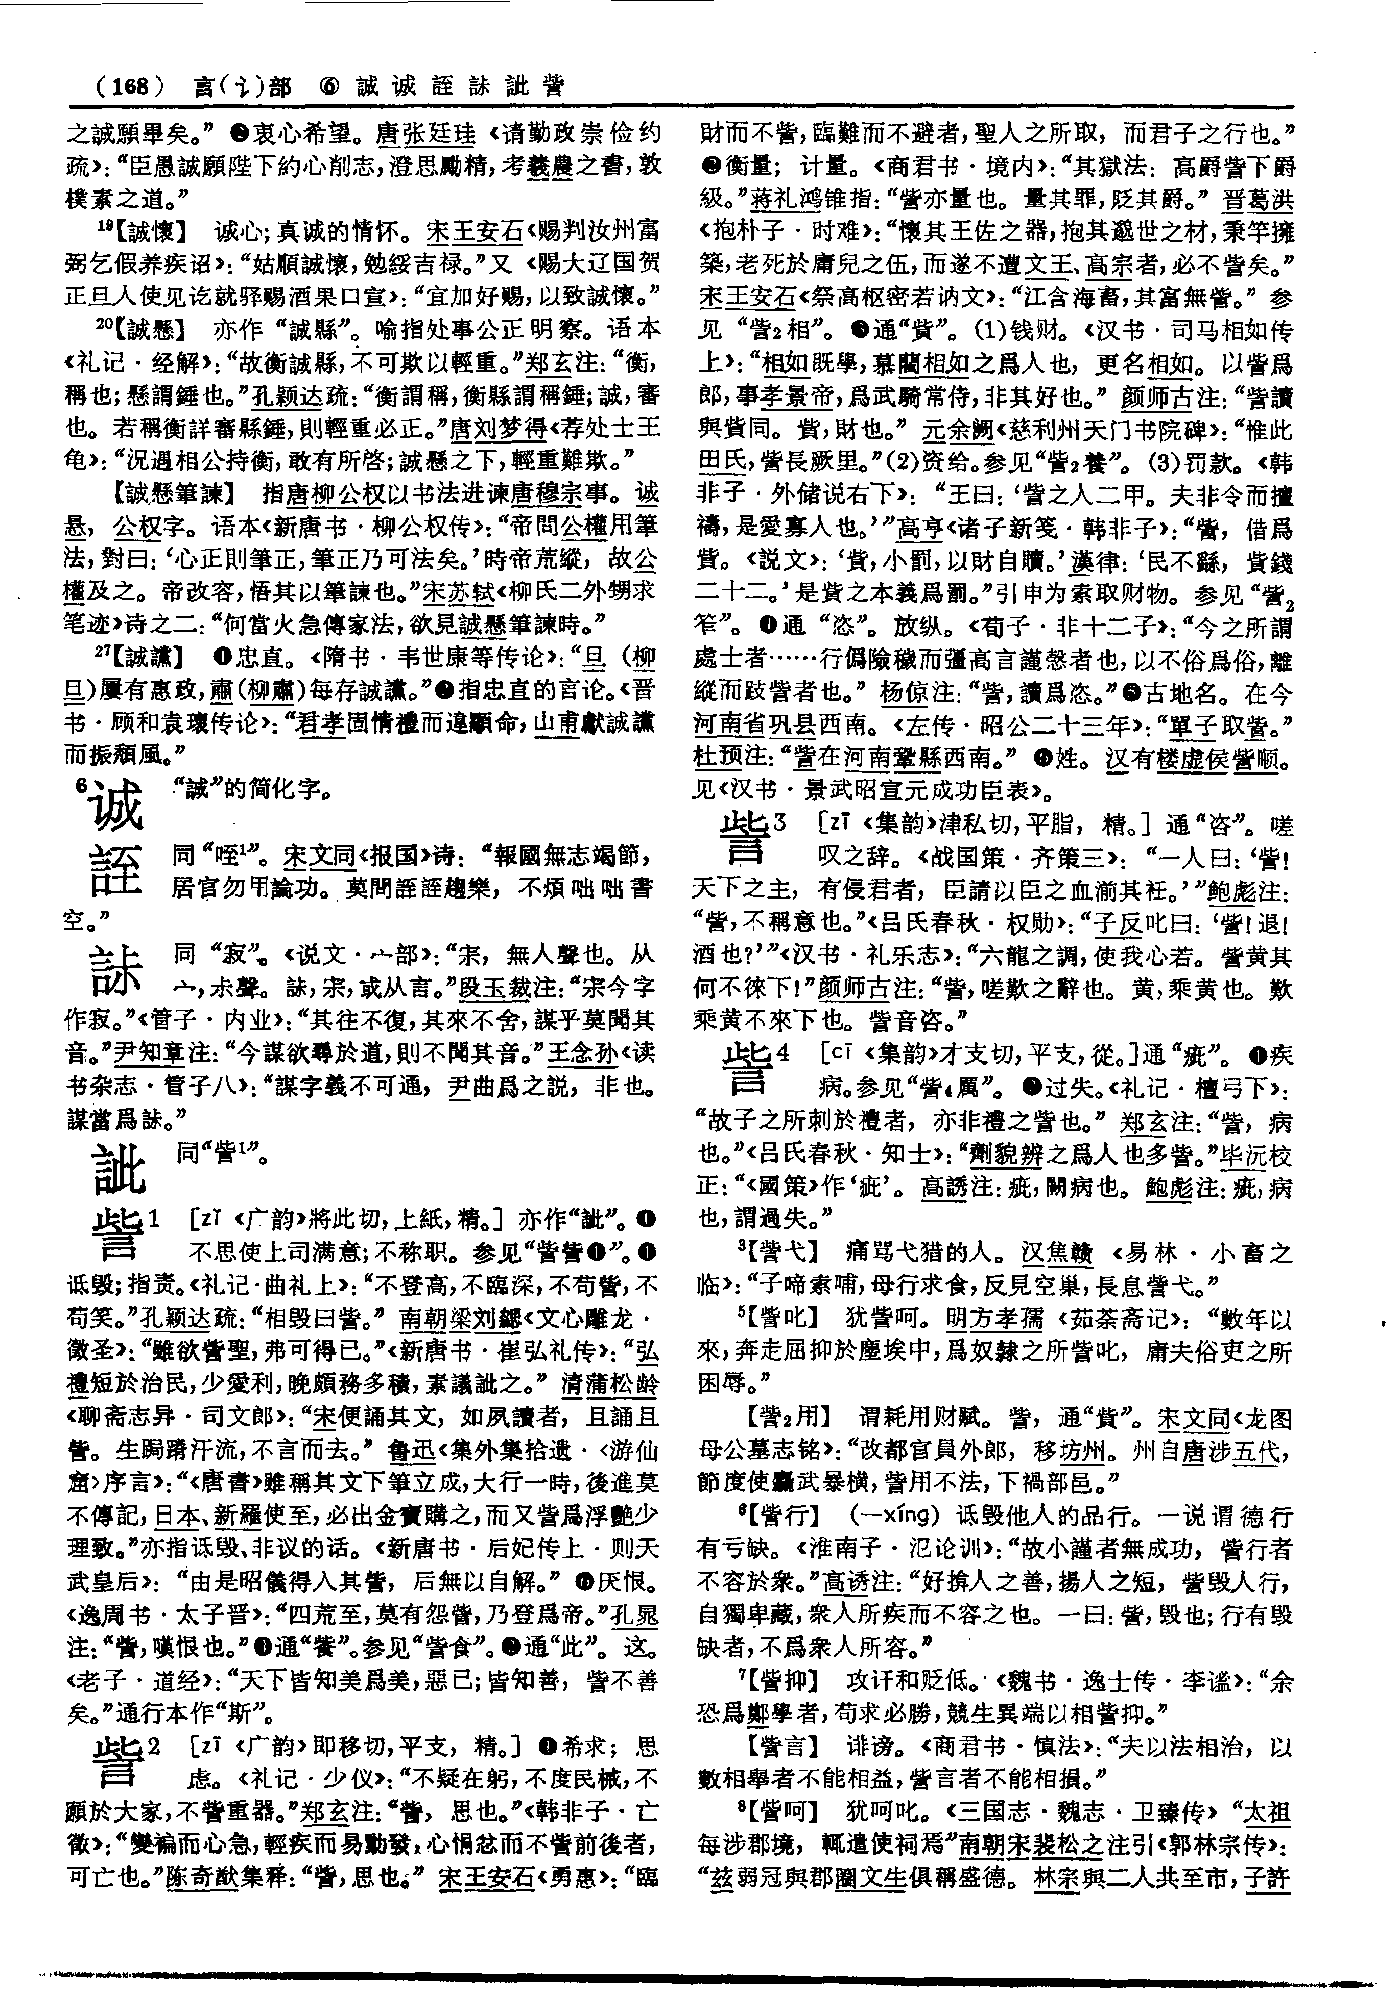 (168) 言(讠)部 ⑥ 誠诚誈詸訿訾
之誠願畢矣。”❷衷心希望。唐张廷珪《请勤政崇俭约
疏》：“臣愚誠願陛下約心削志，澄思勵精，考羲農之書，敦
樸素之道。”
¹⁹【誠懷】 诚心；真诚的情怀。宋王安石《赐判汝州富
弼乞假养疾诏》：“姑順誠懷，勉綏吉禄。”又《赐大辽国贺
正旦人使见讫就驿赐酒果口宣》：“宜加好赐，以致誠懷。”
²⁰【誠懸】 亦作“誠縣”。喻指处事公正明察。语本
《礼记·经解》：“故衡誠縣，不可欺以輕重。”郑玄注：“衡，
稱也；懸謂錘也。”孔颖达疏：“衡謂稱，衡縣謂稱錘；誠，審
也。若稱衡詳審縣錘，則輕重必正。”唐刘梦得《荐处士王
龟》：“況遇相公持衡，敢有所啓；誠懸之下，輕重難欺。”
【誠懸筆諫】 指唐柳公权以书法进谏唐穆宗事。诚
悬，公权字。语本《新唐书·柳公权传》：“帝問公權用筆
法，對曰：‘心正則筆正，筆正乃可法矣。’時帝荒縱，故公
權及之。帝改容，悟其以筆諫也。”宋苏轼《柳氏二外甥求
笔迹》诗之二：“何當火急傳家法，欲見誠懸筆諫時。”
²⁷【誠讜】 ❶忠直。《隋书·韦世康等传论》：“旦（柳
旦）屢有惠政，肅（柳肅）每存誠讜。”❷指忠直的言论。《晋
书·顾和袁瓌传论》：“君孝固情禮而違顯命，山甫獻誠讜
而振頽風。”
⁶诚 “誠”的简化字。
誈 同“咥¹”。宋文同《报国》诗：“報國無志竭節，
居官勿用論功。莫問誈誈趨樂，不煩咄咄書
空。”
詸 同“寂”。《说文·宀部》：“宋，無人聲也。从
宀，尗聲。詸，宋，或从言。”段玉裁注：“宋今字
作寂。”《管子·内业》：“其往不復，其來不舍，謀乎莫聞其
音。”尹知章注：“今謀欲尋於道，則不聞其音。”王念孙《读
书杂志·管子八》：“謀字義不可通，尹曲爲之説，非也。
謀當爲詸。”
訿 同“訾¹”。
訾1 [zǐ《广韵》將此切，上紙，精。] 亦作“訿”。❶
不思使上司满意；不称职。参见“訾訾❶”。❶
诋毁；指责。《礼记·曲礼上》：“不登高，不臨深，不苟訾，不
苟笑。”孔颖达疏：“相毁曰訾。”南朝梁刘勰《文心雕龙·
徵圣》：“雖欲訾聖，弗可得已。”《新唐书·崔弘礼传》：“弘
禮短於治民，少愛利，晚頗務多積，素議訿之。”清蒲松龄
《聊斋志异·司文郎》：“宋便誦其文，如夙讀者，且誦且
訾。生跼蹐汗流，不言而去。”鲁迅《集外集拾遗·〈游仙
窟〉序言》：“《唐書》雖稱其文下筆立成，大行一時，後進莫
不傳記，日本、新羅使至，必出金寶購之，而又訾爲浮艷少
理致。”亦指诋毁、非议的话。《新唐书·后妃传上·则天
武皇后》：“由是昭儀得入其訾，后無以自解。”❸厌恨。
《逸周书·太子晋》：“四荒至，莫有怨訾，乃登爲帝。”孔晁
注：“訾，嘆恨也。”❹通“餈”。参见“訾食”。❺通“此”。这。
《老子·道经》：“天下皆知美爲美，惡已；皆知善，訾不善
矣。”通行本作“斯”。
訾2 [zī《广韵》即移切，平支，精。] ❶希求；思
虑。《礼记·少仪》：“不疑在躬，不度民械，不
願於大家，不訾重器。”郑玄注：“訾，思也。”《韩非子·亡
徵》：“變褊而心急，輕疾而易動發，心悁忿而不訾前後者，
可亡也。”陈奇猷集释：“訾，思也。”宋王安石《勇惠》：“臨
財而不訾，臨難而不避者，聖人之所取，而君子之行也。”
❷衡量；计量。《商君书·境内》：“其獄法：高爵訾下爵
級。”蒋礼鸿锥指：“訾亦量也。量其罪，貶其爵。”晋葛洪
《抱朴子·时难》：“懷其王佐之器，抱其邈世之材，秉竿擁
築，老死於庸兒之伍，而遂不遭文王、高宗者，必不訾矣。”
宋王安石《祭高枢密若讷文》：“江含海畜，其富無訾。”参
见“訾₂相”。❸通“貲”。(1)钱财。《汉书·司马相如传
上》：“相如既學，慕藺相如之爲人也，更名相如。以訾爲
郎，事孝景帝，爲武騎常侍，非其好也。”颜师古注：“訾讀
與貲同。貲，財也。”元余阙《慈利州天门书院碑》：“惟此
田氏，訾長厥里。”(2)资给。参见“訾₂養”。(3)罚款。《韩
非子·外储说右下》：“王曰：‘訾之人二甲。夫非令而擅
禱，是愛寡人也。’”高亨《诸子新笺·韩非子》：“訾，借爲
貲。《説文》：‘貲，小罰，以財自贖。’漢律：‘民不繇，貲錢
二十二。’是貲之本義爲罰。”引申为索取财物。参见“訾₂
笮”。❹通“恣”。放纵。《荀子·非十二子》：“今之所謂
處士者……行僞險穢而彊高言謹慤者也，以不俗爲俗，離
縱而跂訾者也。”杨倞注：“訾，讀爲恣。”❺古地名。在今
河南省巩县西南。《左传·昭公二十三年》：“單子取訾。”
杜预注：“訾在河南鞏縣西南。”❻姓。汉有楼虚侯訾顺。
见《汉书·景武昭宣元成功臣表》。
訾3 [zī《集韵》津私切，平脂，精。] 通“咨”。嗟
叹之辞。《战国策·齐策三》：“一人曰：‘訾！
天下之主，有侵君者，臣請以臣之血湔其衽。’”鲍彪注：
“訾，不稱意也。”《吕氏春秋·权勋》：“子反叱曰：‘訾！退！
酒也？’”《汉书·礼乐志》：“六龍之調，使我心若。訾黄其
何不徠下！”颜师古注：“訾，嗟歎之辭也。黄，乘黄也。歎
乘黄不來下也。訾音咨。”
訾4 [cī《集韵》才支切，平支，從。]通“疵”。❶疾
病。参见“訾₄厲”。❷过失。《礼记·檀弓下》：
“故子之所刺於禮者，亦非禮之訾也。”郑玄注：“訾，病
也。”《吕氏春秋·知士》：“劑貌辨之爲人也多訾。”毕沅校
正：“《國策》作‘疵’。高誘注：疵，闕病也。鮑彪注：疵，病
也，謂過失。”
³【訾弋】 痛骂弋猎的人。汉焦赣《易林·小畜之
临》：“子啼索哺，母行求食，反見空巢，長息訾弋。”
⁵【訾叱】 犹訾呵。明方孝孺《茹荼斋记》：“數年以
來，奔走屈抑於塵埃中，爲奴隸之所訾叱，庸夫俗吏之所
困辱。”
【訾₂用】 谓耗用财赋。訾，通“貲”。宋文同《龙图
母公墓志铭》：“改都官員外郎，移坊州。州自唐涉五代，
節度使麤武暴横，訾用不法，下禍部邑。”
⁶【訾行】 (—xíng) 诋毁他人的品行。一说谓德行
有亏缺。《淮南子·氾论训》：“故小謹者無成功，訾行者
不容於衆。”高诱注：“好揜人之善，揚人之短，訾毁人行，
自獨卑藏，衆人所疾而不容之也。一曰：訾，毁也；行有毁
缺者，不爲衆人所容。”
⁷【訾抑】 攻讦和贬低。《魏书·逸士传·李谧》：“余
恐爲鄭學者，苟求必勝，競生異端以相訾抑。”
【訾言】 诽谤。《商君书·慎法》：“夫以法相治，以
數相舉者不能相益，訾言者不能相損。”
⁸【訾呵】 犹呵叱。《三国志·魏志·卫臻传》“太祖
每涉郡境，輒遣使祠焉”南朝宋裴松之注引《郭林宗传》：
“兹弱冠與郡圈文生俱稱盛德。林宗與二人共至市，子許